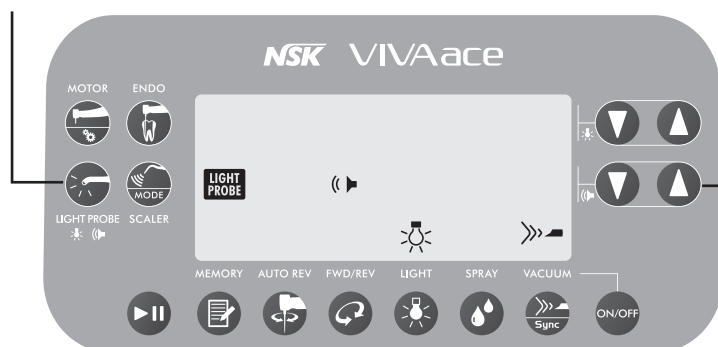 NSK VIVAace
MOTOR ENDO
MODE
LIGHT PROBE SCALER
LIGHT
PROBE
MEMORY AUTO REV FWD/REV LIGHT SPRAY VACUUM
Sync
ON/OFF